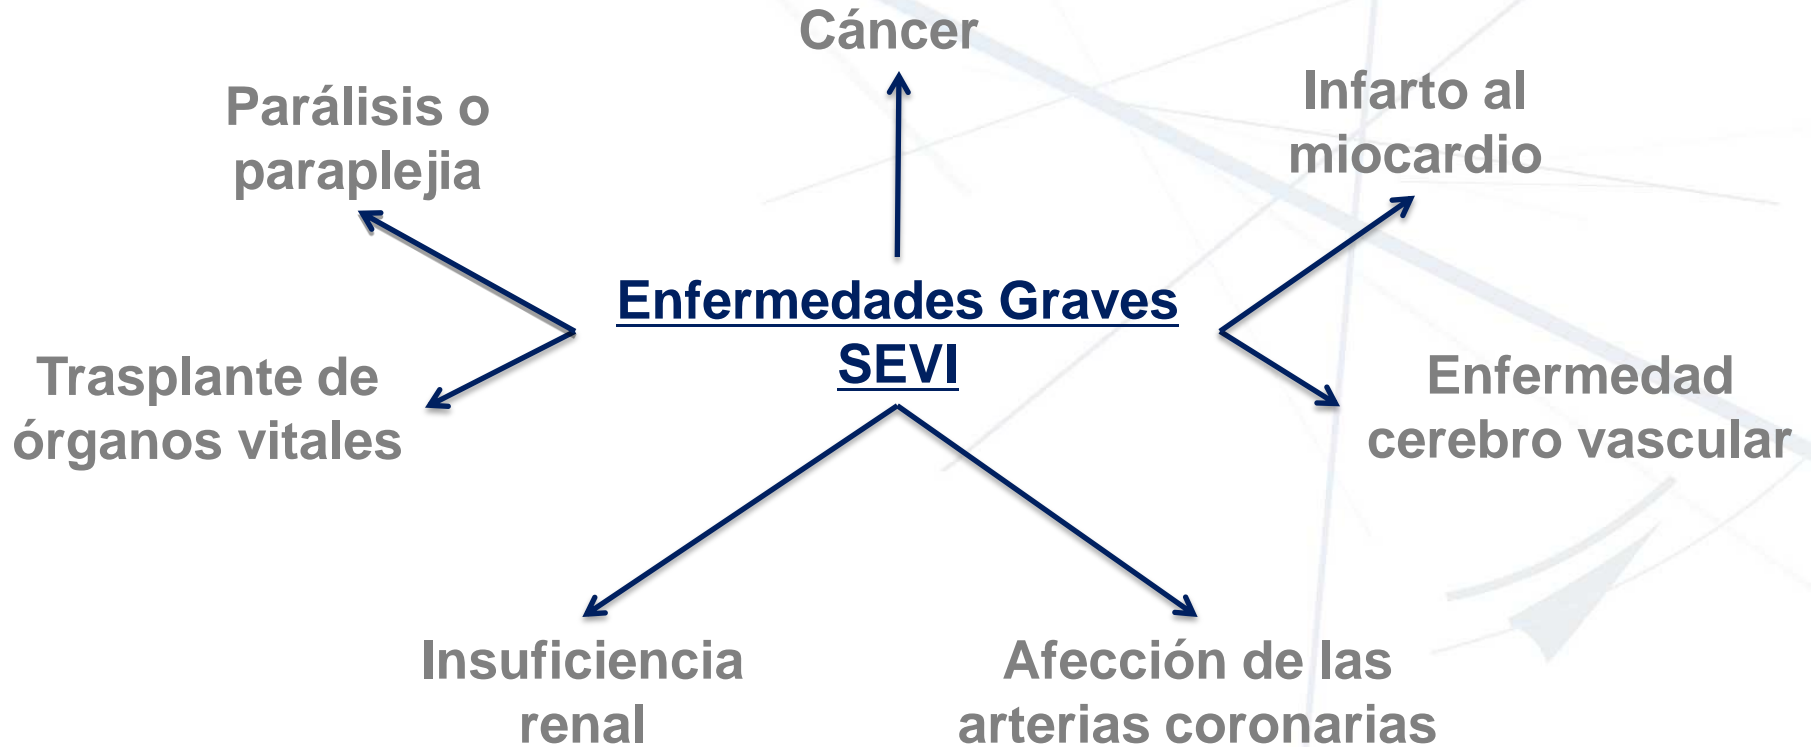 Cáncer
Parálisis o
paraplejia
Infarto al
miocardio
Enfermedades Graves
SEVI
Trasplante de
órganos vitales
Enfermedad
cerebro vascular
Insuficiencia
renal
Afección de las
arterias coronarias